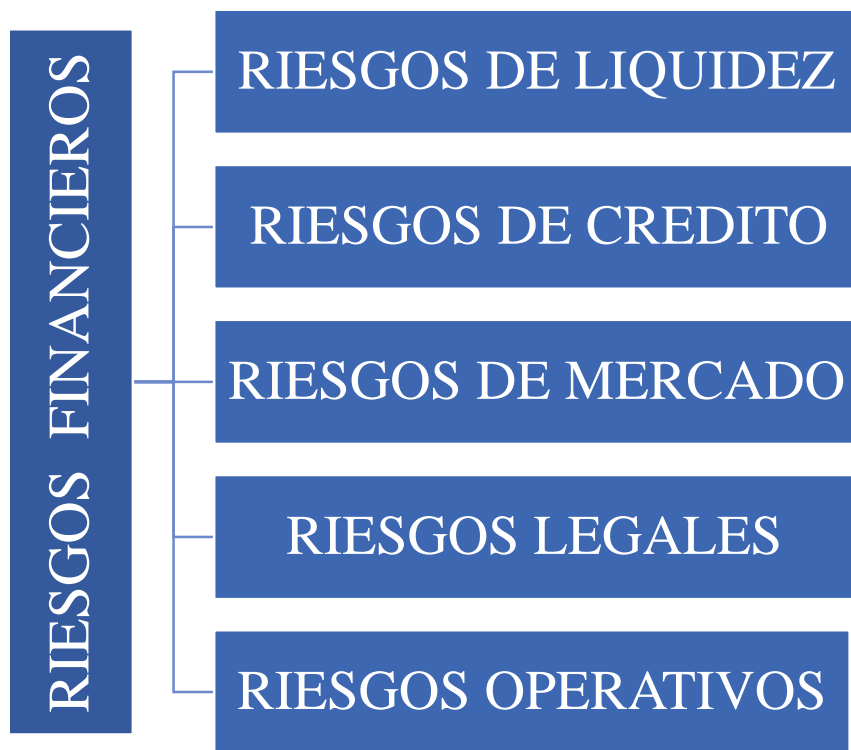 RIESGOS FINANCIEROS
RIESGOS DE LIQUIDEZ
RIESGOS DE CREDITO
RIESGOS DE MERCADO
RIESGOS LEGALES
RIESGOS OPERATIVOS